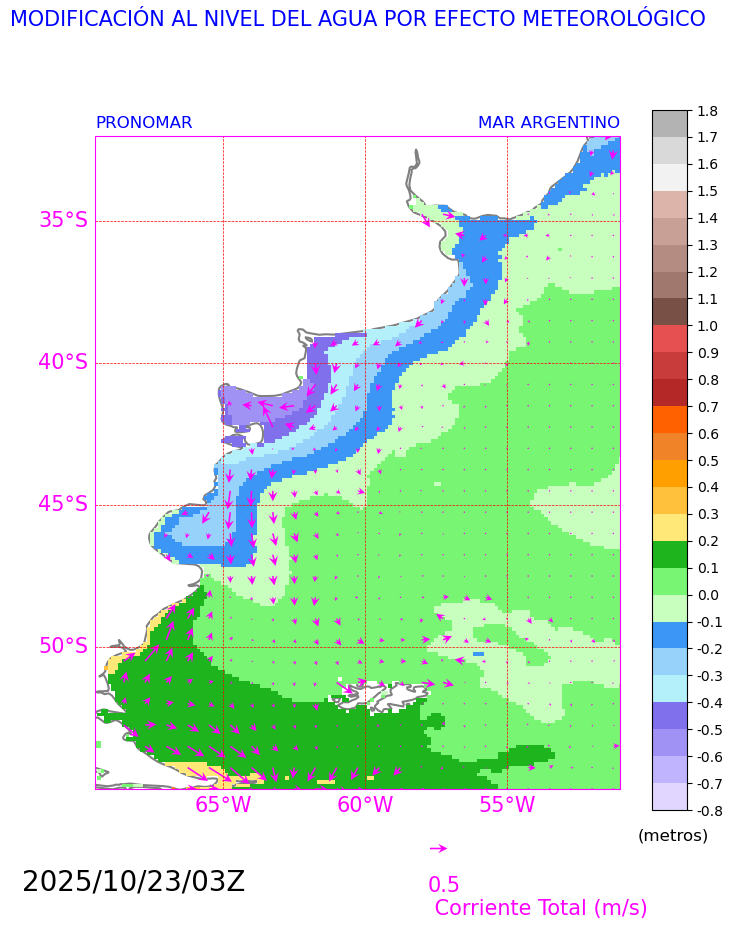 MODIFICACIÓN AL NIVEL DEL AGUA POR EFECTO METEOROLÓGICO
PRONOMAR
MAR ARGENTINO
35°S
40°S
45°S
50°S
65°W
60°W
55°W
1.8
1.7
1.6
1.5
1.4
1.3
1.2
1.1
1.0
0.9
0.8
0.7
0.6
0.5
0.4
0.3
0.2
0.1
0.0
-0.1
-0.2
-0.3
-0.4
-0.5
-0.6
-0.7
-0.8
(metros)
2025/10/23/03Z
0.5
Corriente Total (m/s)